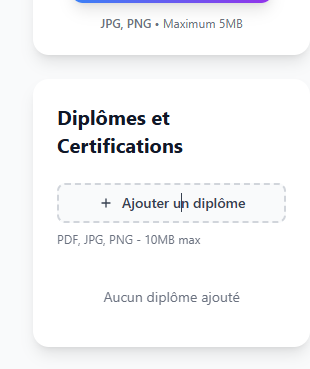 JPG, PNG • Maximum 5MB
Diplômes et
Certifications
+ Ajouter un diplôme
PDF, JPG, PNG - 10MB max
Aucun diplôme ajouté